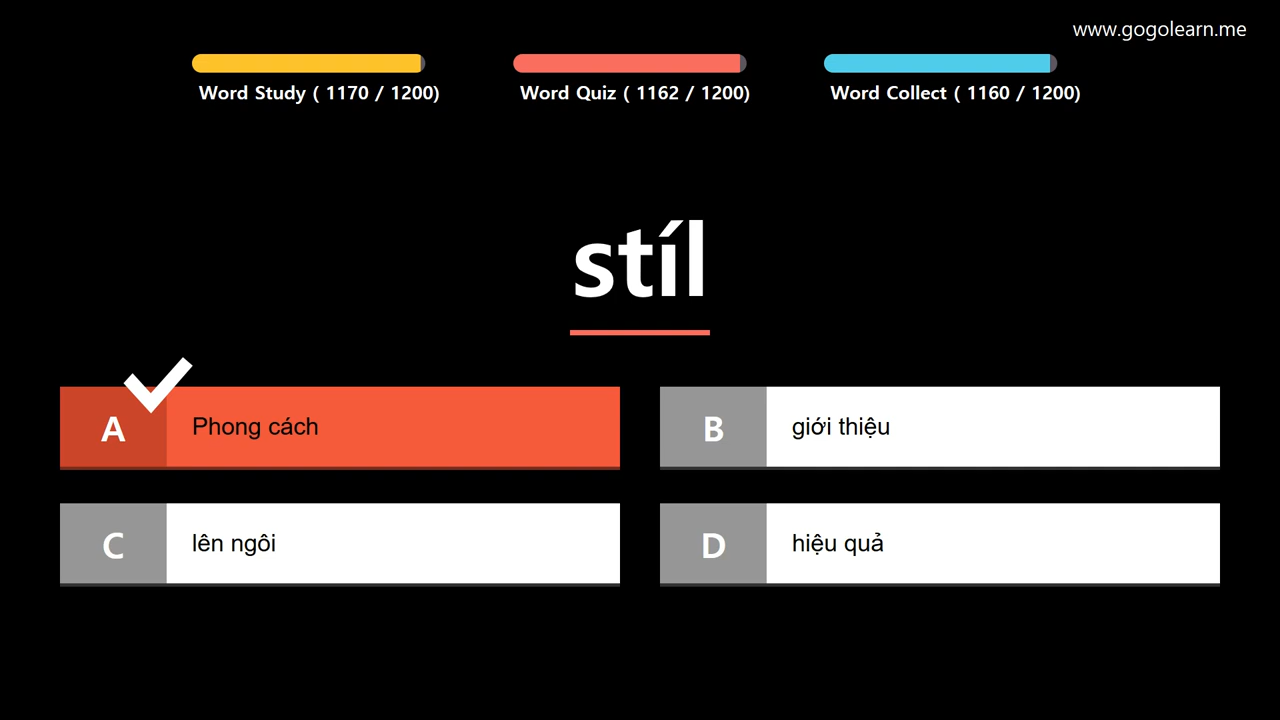 www.gogolearn.me
Word Study ( 1170 / 1200)
Word Quiz ( 1162 / 1200)
Word Collect ( 1160 / 1200)
stíl
A
Phong cách
B
giới thiệu
C
lên ngôi
D
hiệu quả